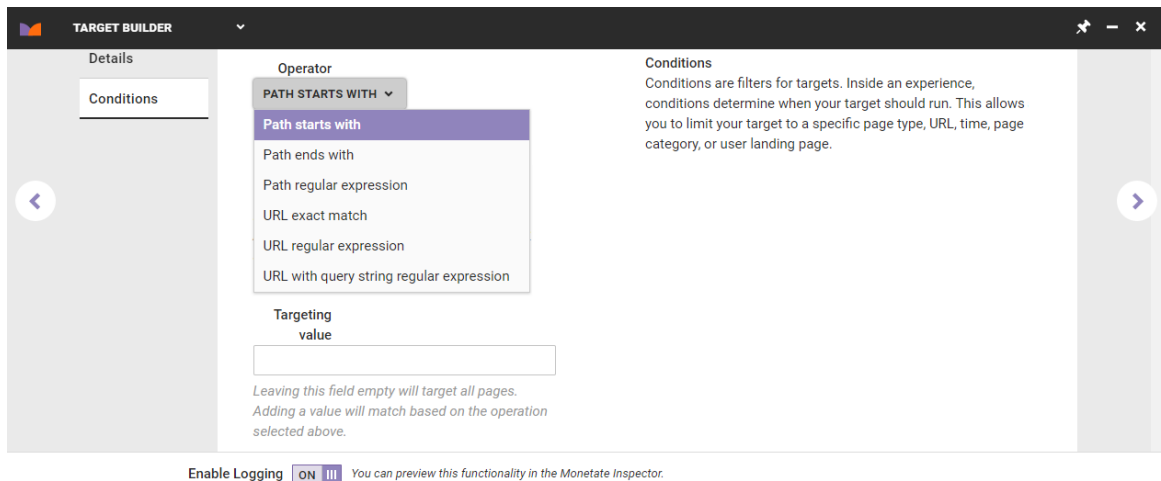 TARGET BUILDER
Details
Conditions
Operator
PATH STARTS WITH
Path starts with
Path ends with
Path regular expression
URL exact match
URL regular expression
URL with query string regular expression
Targeting
value
Leaving this field empty will target all pages.
Adding a value will match based on the operation
selected above.
Conditions
Conditions are filters for targets. Inside an experience,
conditions determine when your target should run. This allows
you to limit your target to a specific page type, URL, time, page
category, or user landing page.
Enable Logging ON You can preview this functionality in the Monetate Inspector.